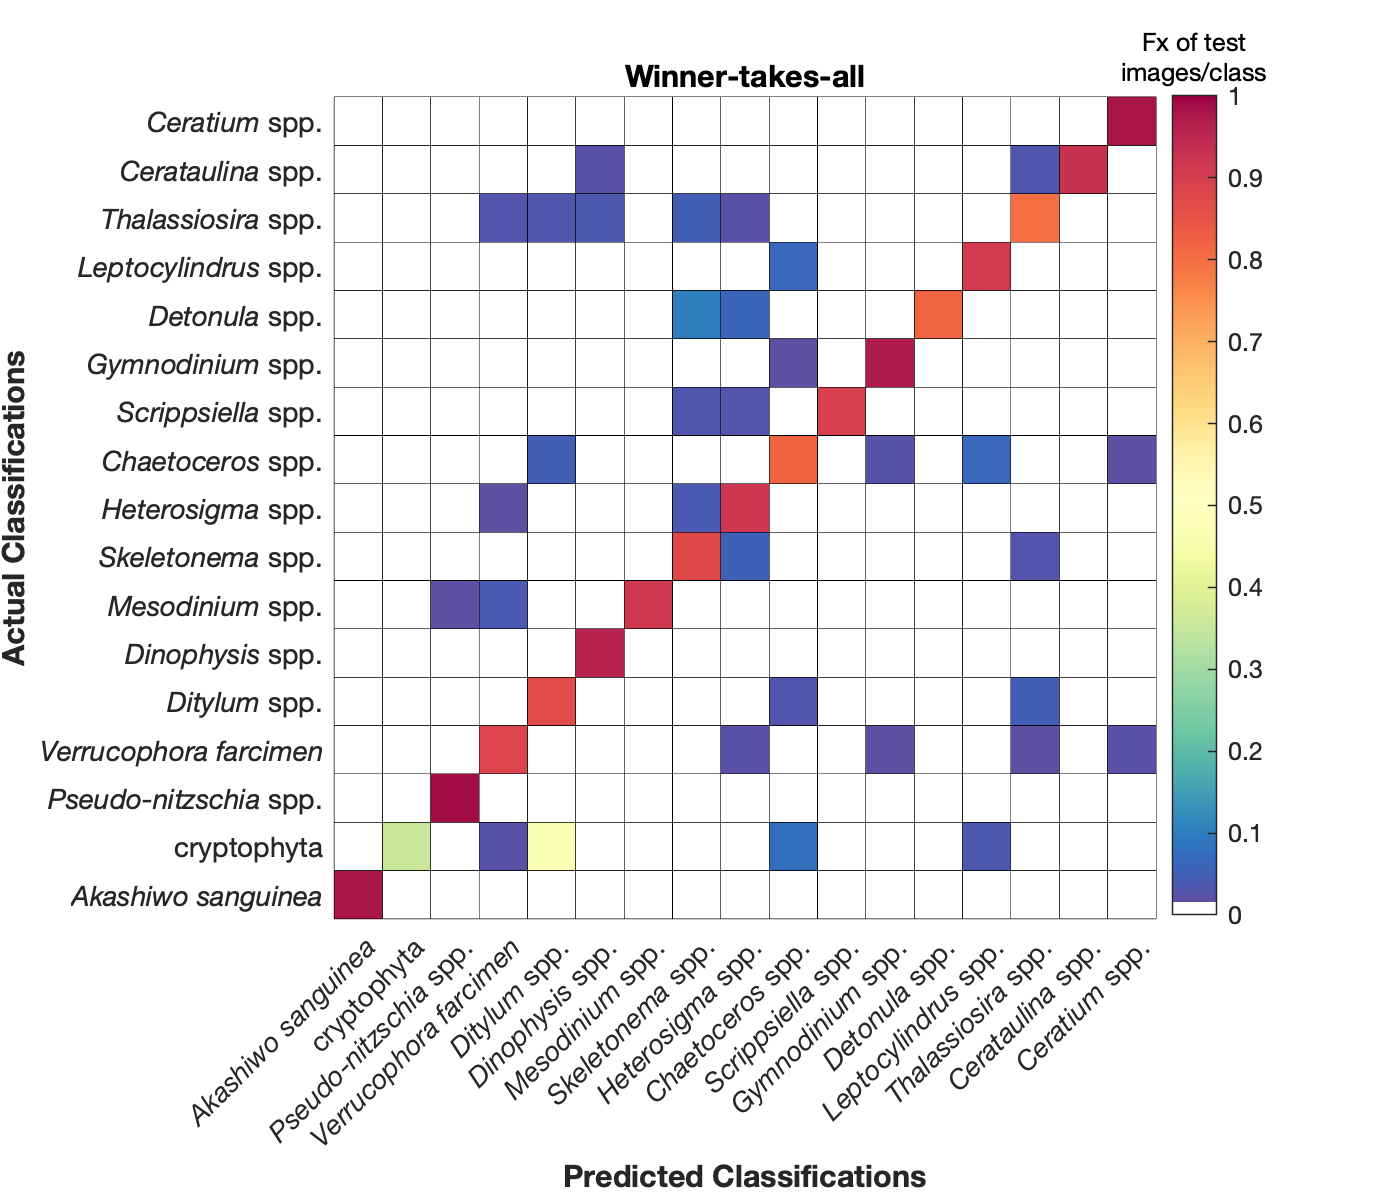 Fx of test
images/class
Winner-takes-all
1
0.9
0.8
0.7
0.6
0.5
0.4
0.3
0.2
0.1
0
Actual Classifications
Ceratium spp.
Cerataulina spp.
Thalassiosira spp.
Leptocylindrus spp.
Detonula spp.
Gymnodinium spp.
Scrippsiella spp.
Chaetoceros spp.
Heterosigma spp.
Skeletonema spp.
Mesodinium spp.
Dinophysis spp.
Ditylum spp.
Verrucophora farcimen
Pseudo-nitzschia spp.
cryptophyta
Akashiwo sanguinea
Akashiwo sanguinea
cryptophyta
Pseudo-nitzschia spp.
Verrucophora farcimen
Ditylum spp.
Dinophysis spp.
Mesodinium spp.
Skeletonema spp.
Heterosigma spp.
Chaetoceros spp.
Scrippsiella spp.
Gymnodinium spp.
Detonula spp.
Leptocylindrus spp.
Thalassiosira spp.
Cerataulina spp.
Ceratium spp.
Predicted Classifications